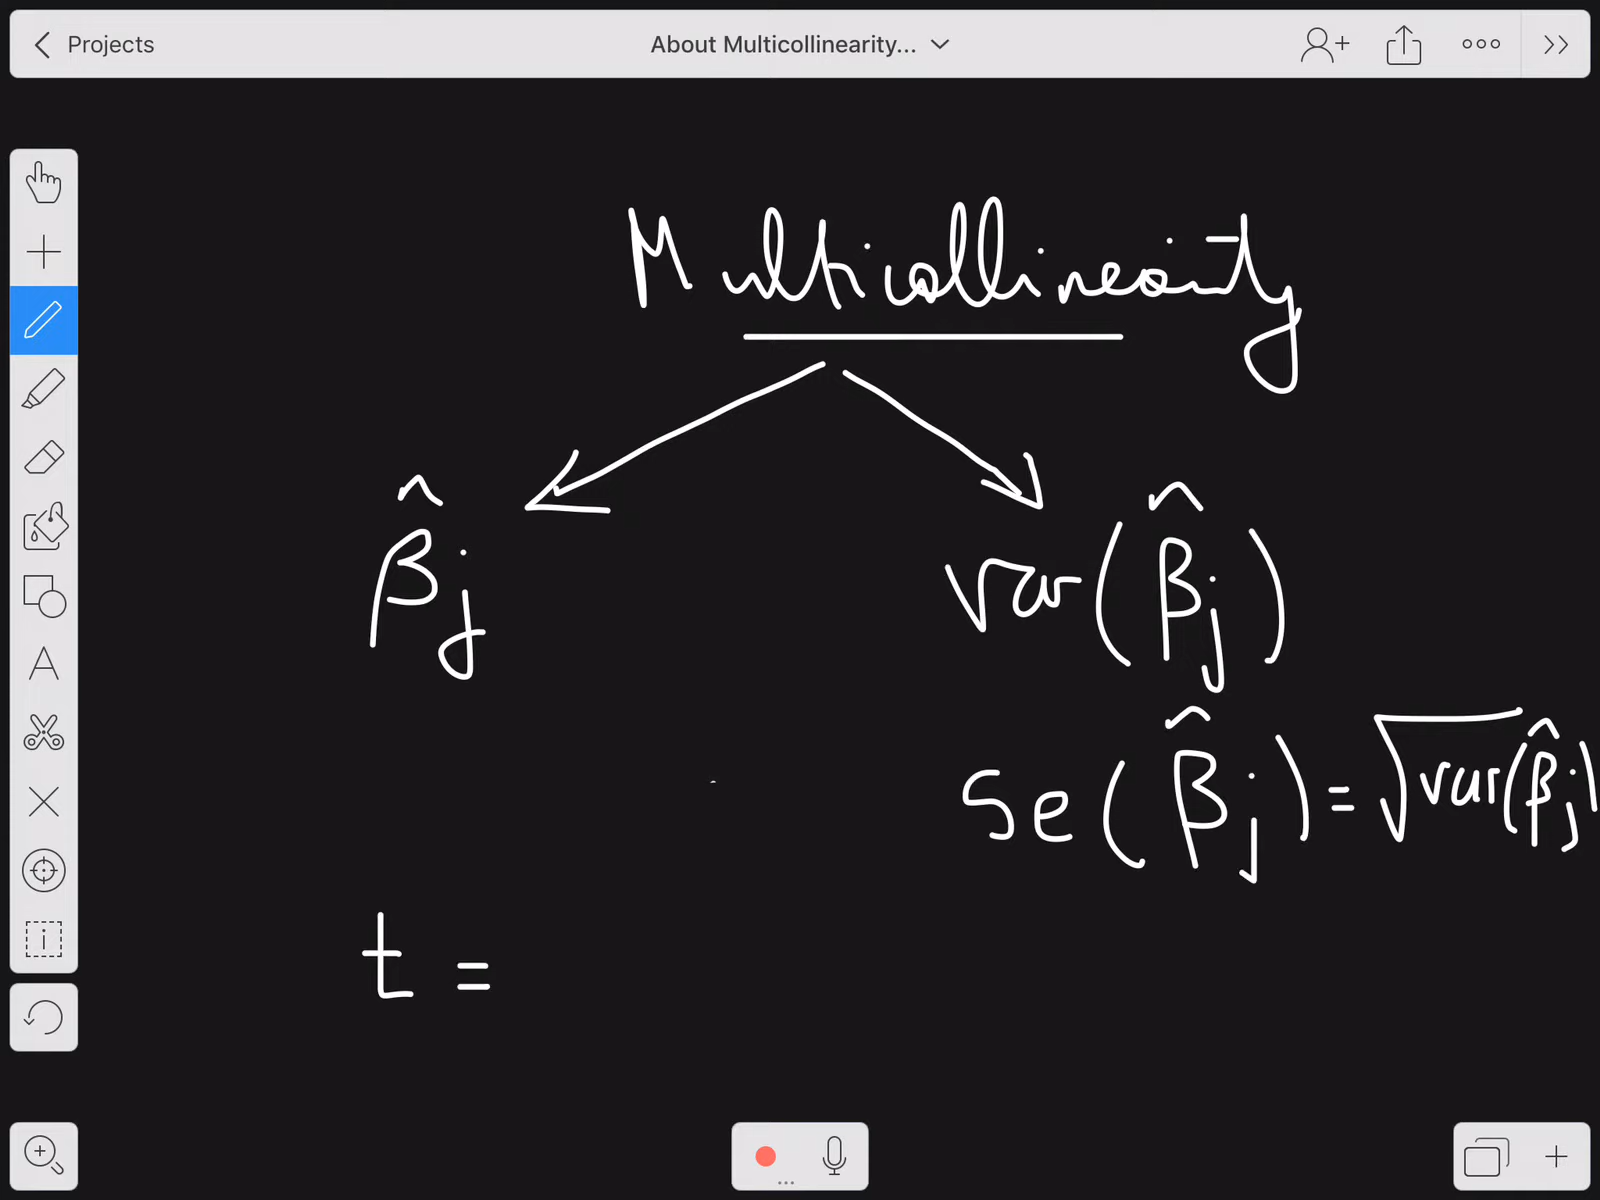 Projects
About Multicollinearity...
Multicollinearity
β̂j
var(β̂j)
Se(β̂j)=√var(β̂j)
t =